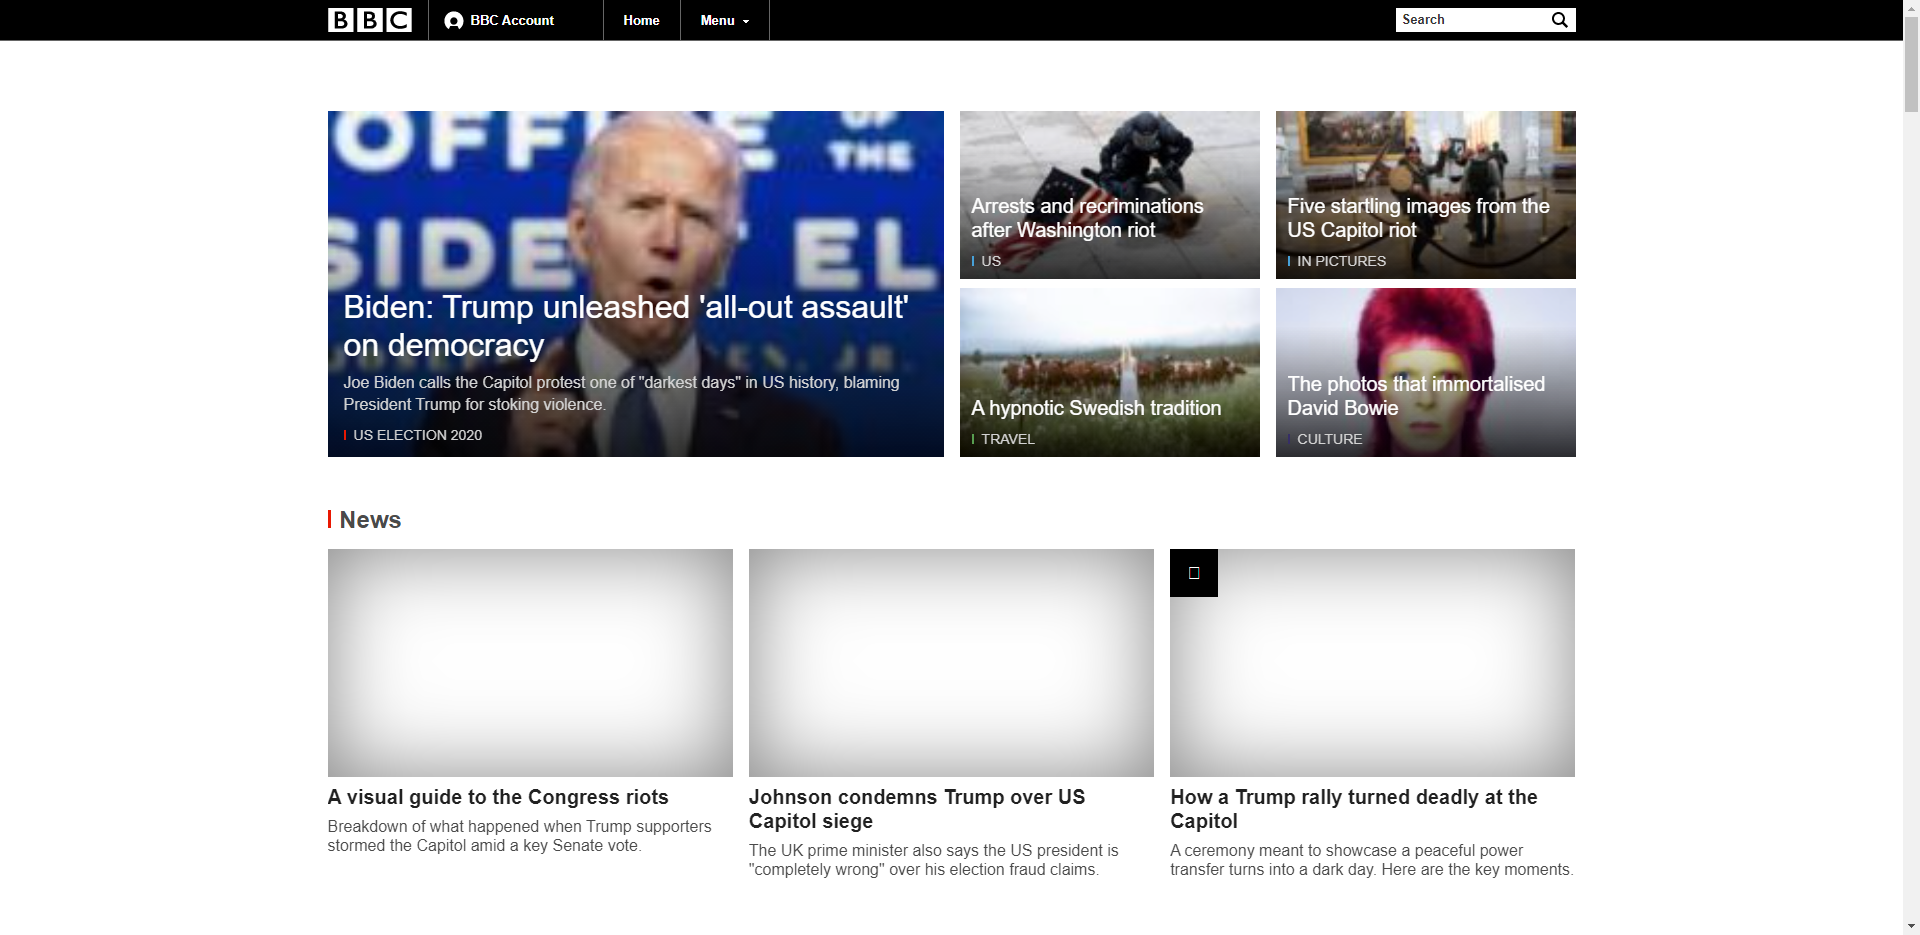 BBC
BBC Account
Home
Menu
Search
OFFICE OF THE
SIDENT EL
Biden: Trump unleashed 'all-out assault'
on democracy
Joe Biden calls the Capitol protest one of "darkest days" in US history, blaming
President Trump for stoking violence.
US ELECTION 2020
Arrests and recriminations
after Washington riot
US
Five startling images from the
US Capitol riot
IN PICTURES
A hypnotic Swedish tradition
TRAVEL
The photos that immortalised
David Bowie
CULTURE
News
A visual guide to the Congress riots
Breakdown of what happened when Trump supporters
stormed the Capitol amid a key Senate vote.
Johnson condemns Trump over US
Capitol siege
The UK prime minister also says the US president is
"completely wrong" over his election fraud claims.
How a Trump rally turned deadly at the
Capitol
A ceremony meant to showcase a peaceful power
transfer turns into a dark day. Here are the key moments.